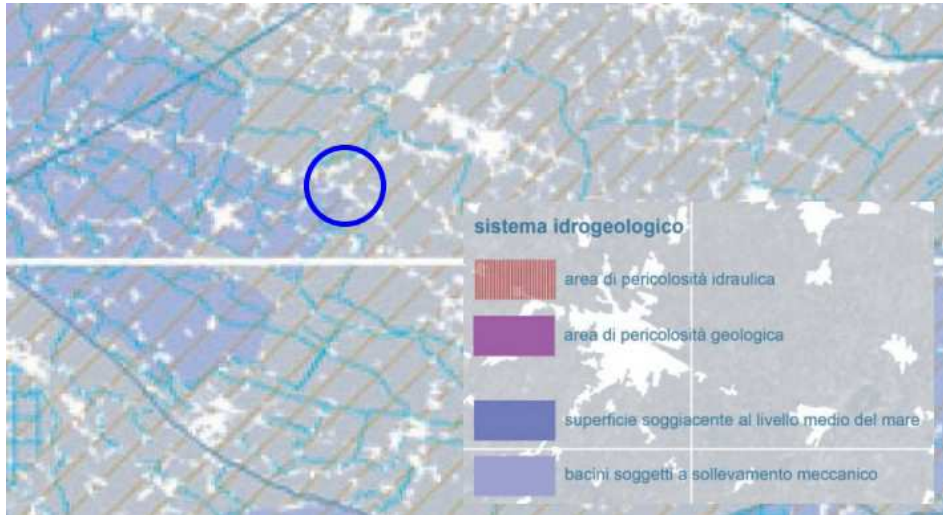 sistema idrogeologico
area di pericolosità idraulica
area di pericolosità geologica
superficie soggiacente al livello medio del mare
bacini soggetti a sollevamento meccanico